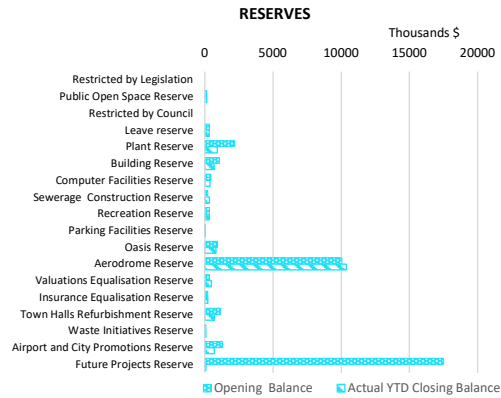 RESERVES
Thousands $
0 5000 10000 15000 20000
Restricted by Legislation
Public Open Space Reserve
Restricted by Council
Leave reserve
Plant Reserve
Building Reserve
Computer Facilities Reserve
Sewerage Construction Reserve
Recreation Reserve
Parking Facilities Reserve
Oasis Reserve
Aerodrome Reserve
Valuations Equalisation Reserve
Insurance Equalisation Reserve
Town Halls Refurbishment Reserve
Waste Initiatives Reserve
Airport and City Promotions Reserve
Future Projects Reserve
Opening Balance Actual YTD Closing Balance